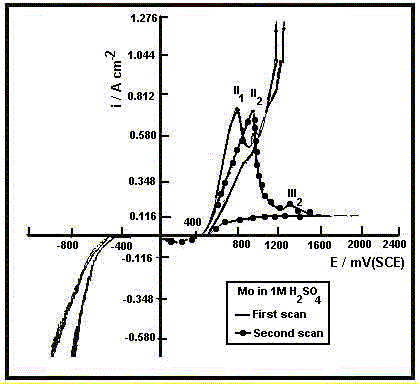 1.276
1.044
0.812
0.580
0.348
0.116
-0.116
-0.348
-0.580
i / A cm-2
II1 II2
III2
-800 -400 400 800 1200 1600 2000 2400
E / mV(SCE)
Mo in 1M H2SO4
First scan
Second scan